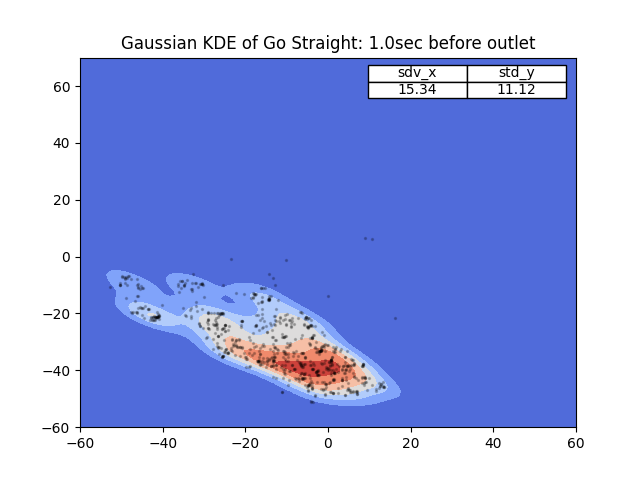 Gaussian KDE of Go Straight: 1.0sec before outlet
sdv_x std_y
15.34 11.12
60
40
20
0
−20
−40
−60
−60 −40 −20 0 20 40 60